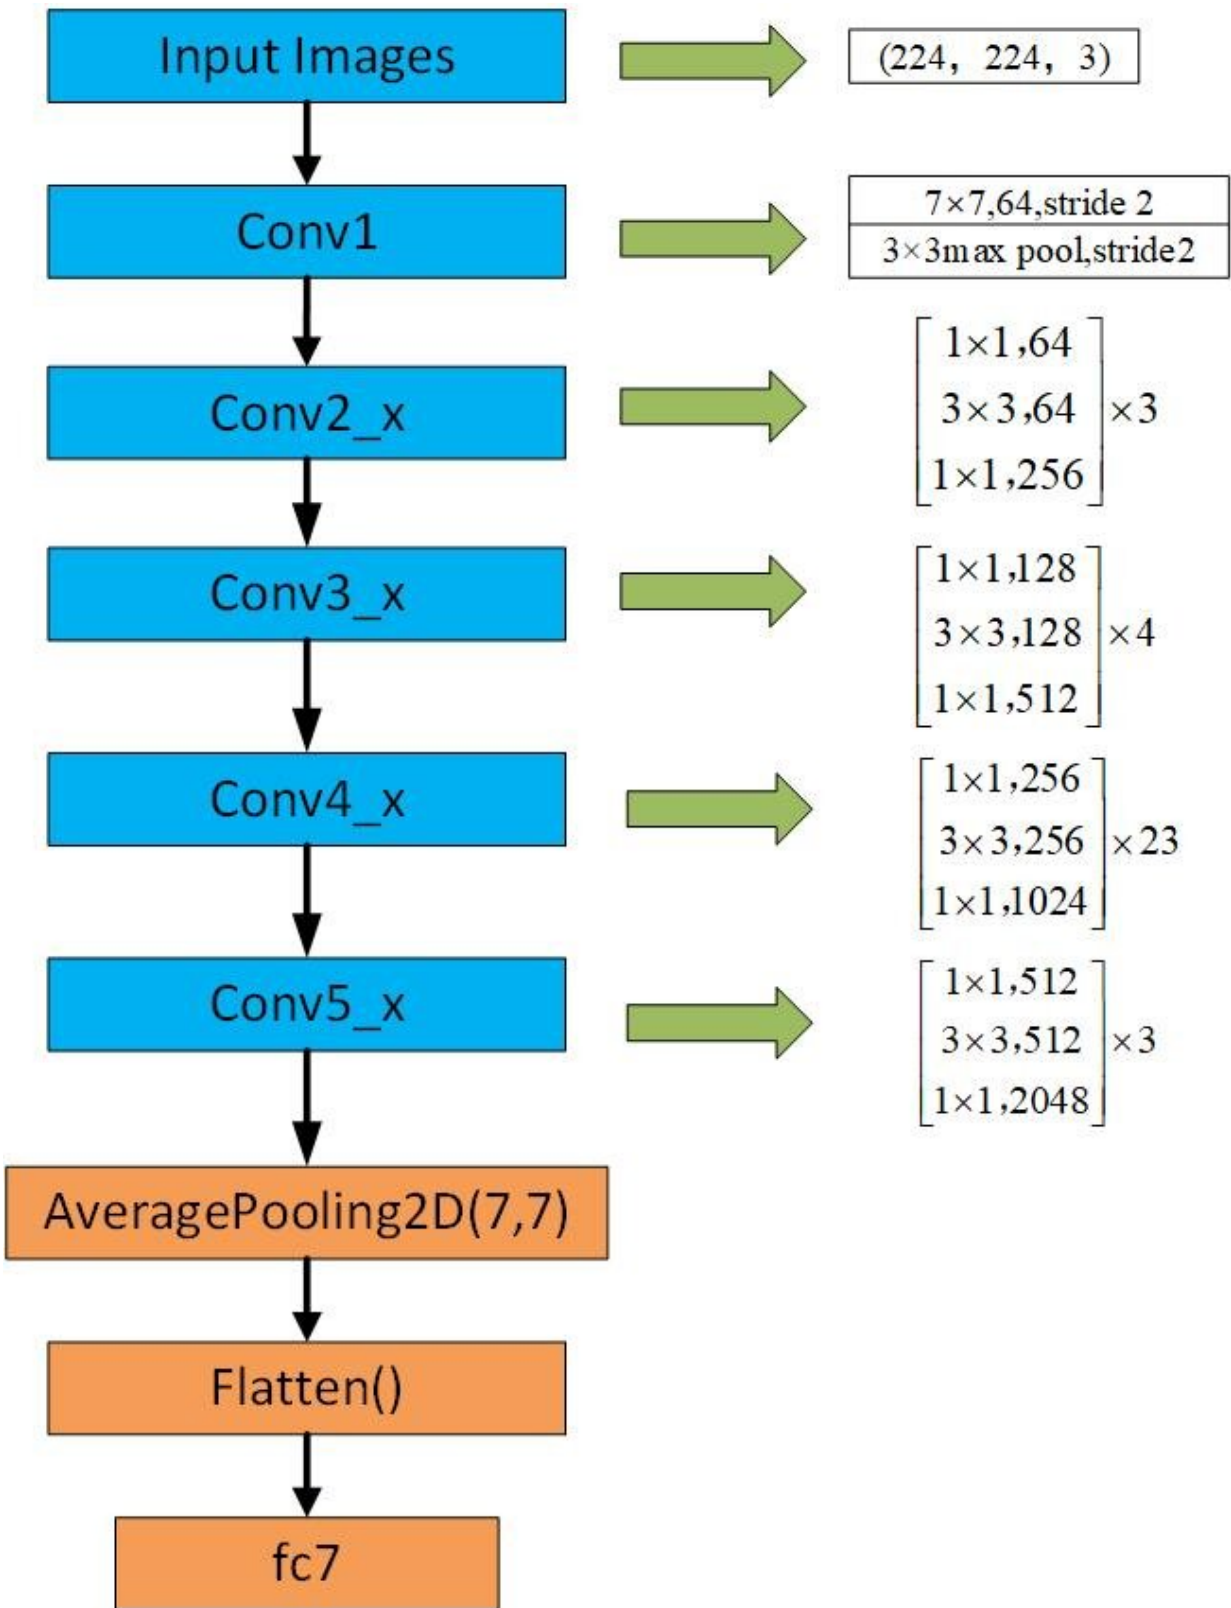 Input Images
(224, 224, 3)
Conv1
7×7,64,stride 2
3×3max pool,stride2
Conv2_x
1×1,64
3×3,64
1×1,256
×3
Conv3_x
1×1,128
3×3,128
1×1,512
×4
Conv4_x
1×1,256
3×3,256
1×1,1024
×23
Conv5_x
1×1,512
3×3,512
1×1,2048
×3
AveragePooling2D(7,7)
Flatten()
fc7